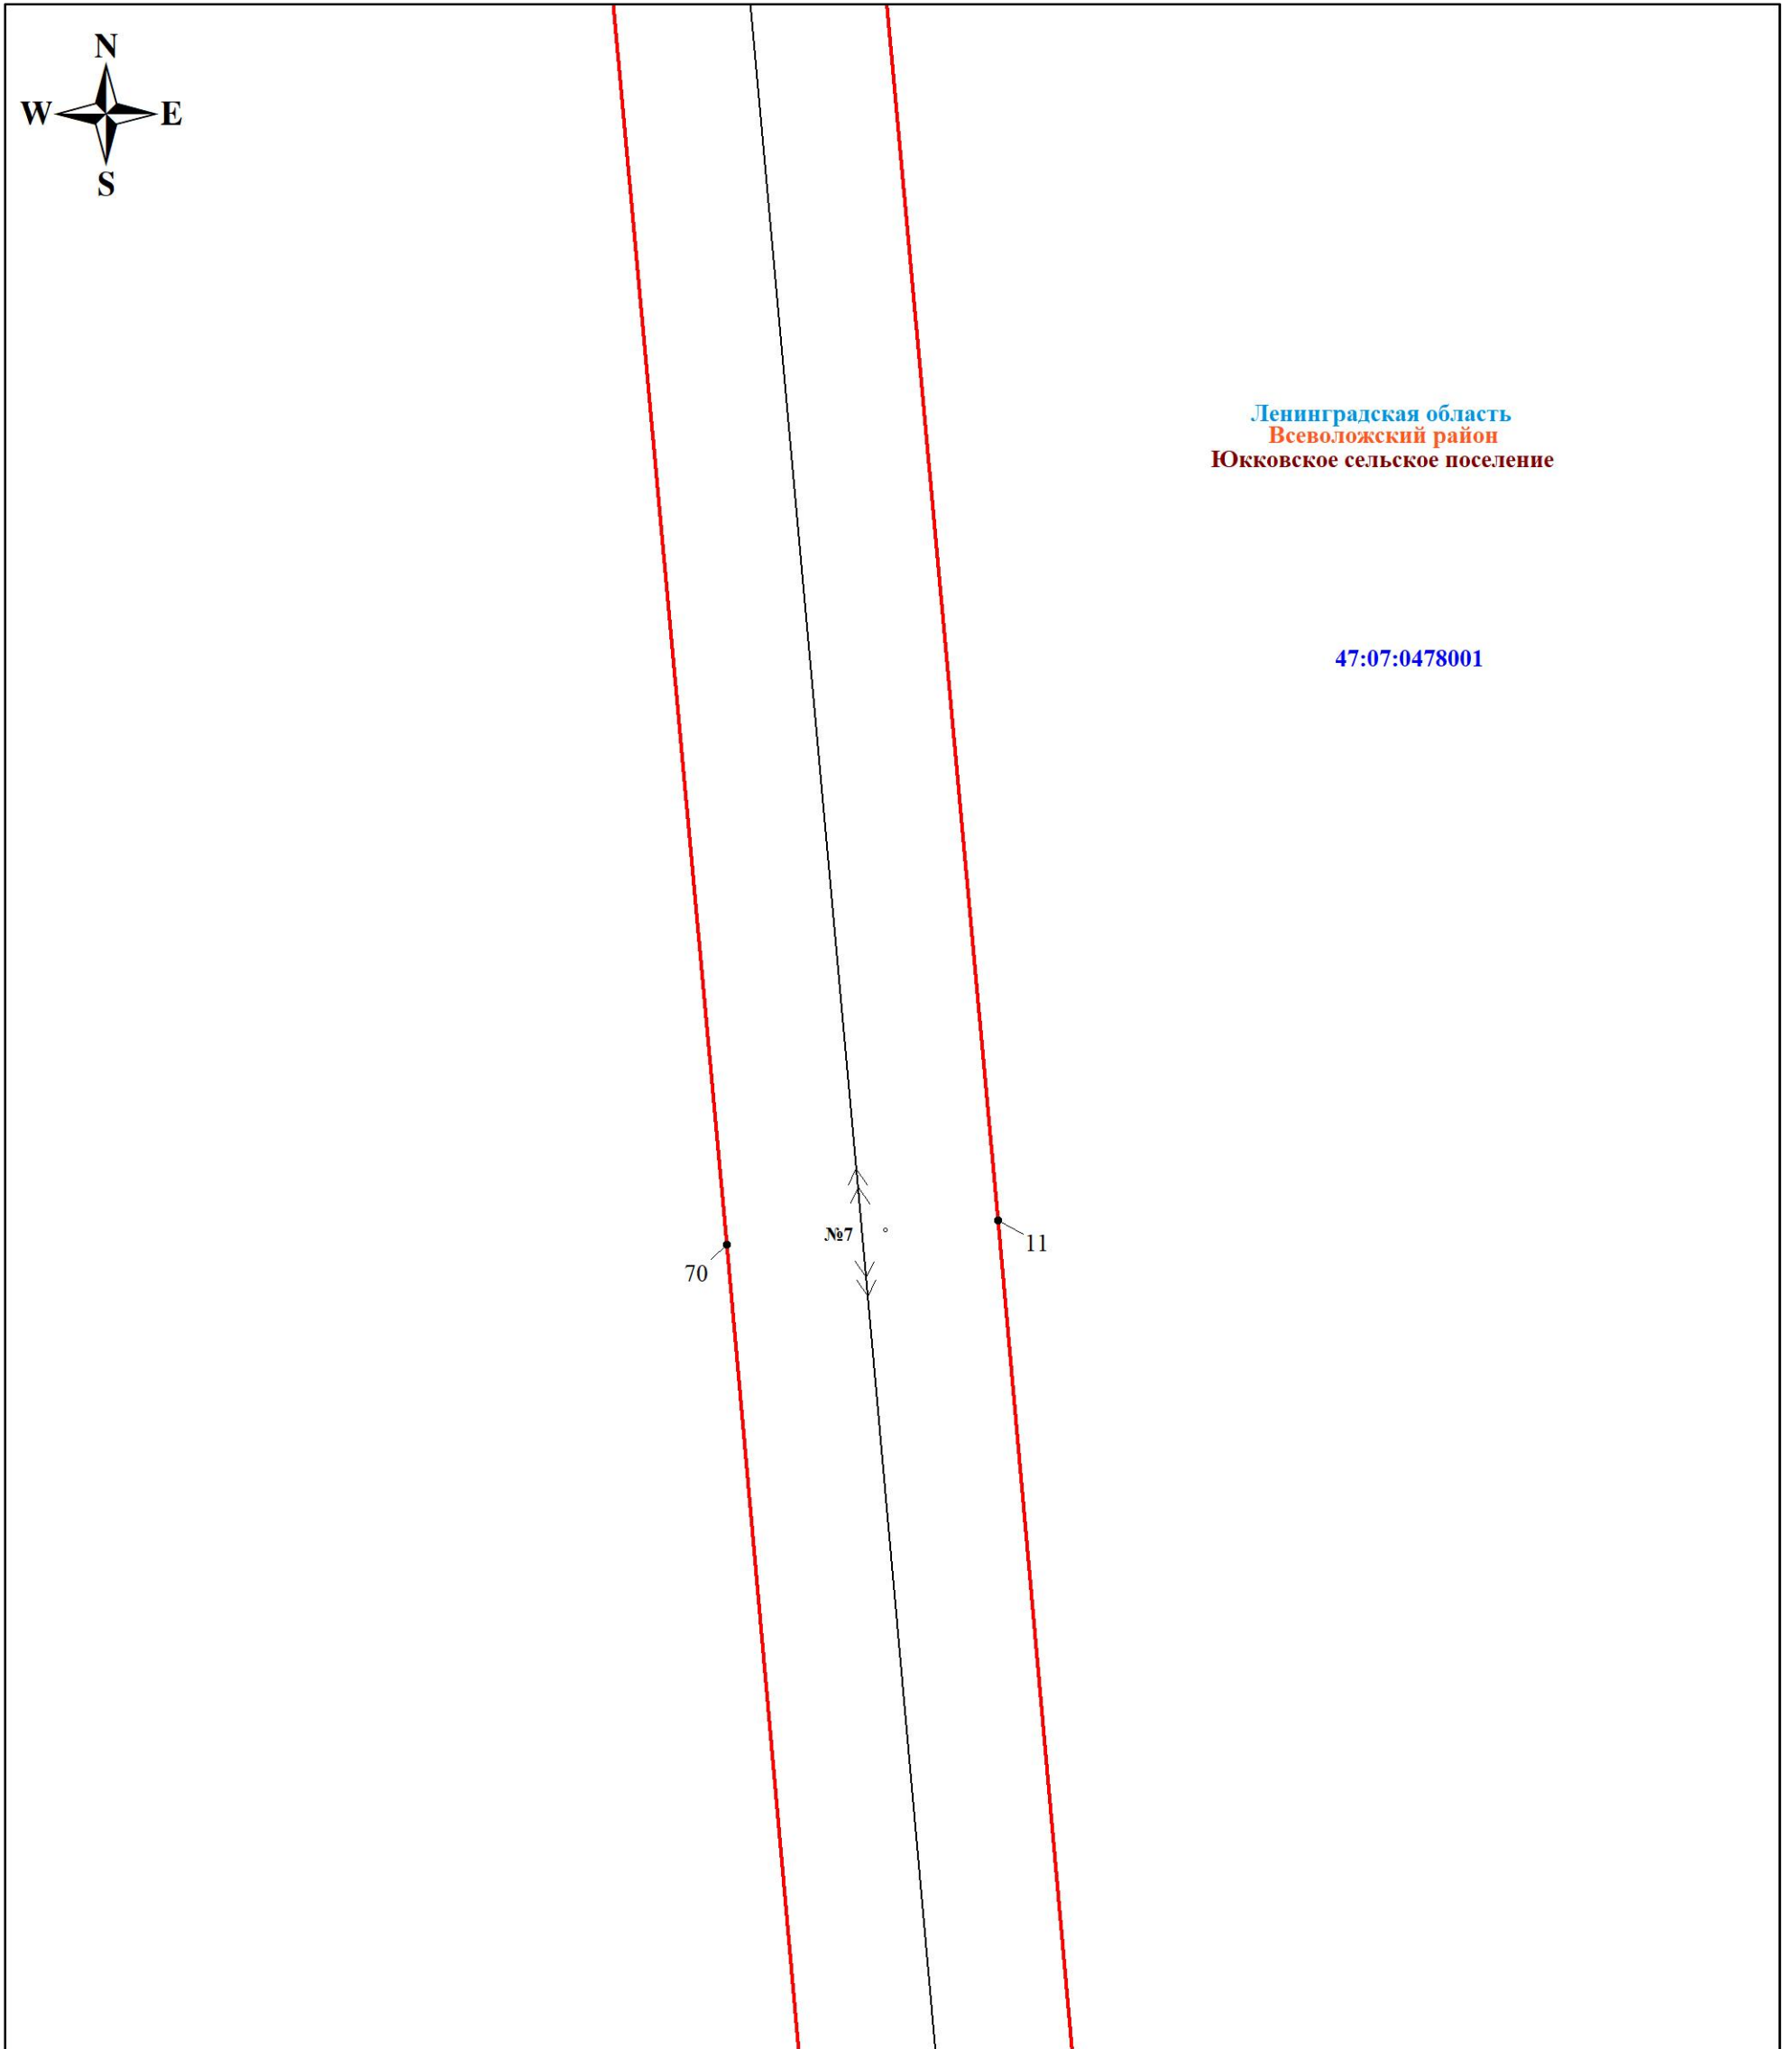 N
W E
S
Ленинградская область
Всеволожский район
Юкковское сельское поселение
47:07:0478001
№7
11
70